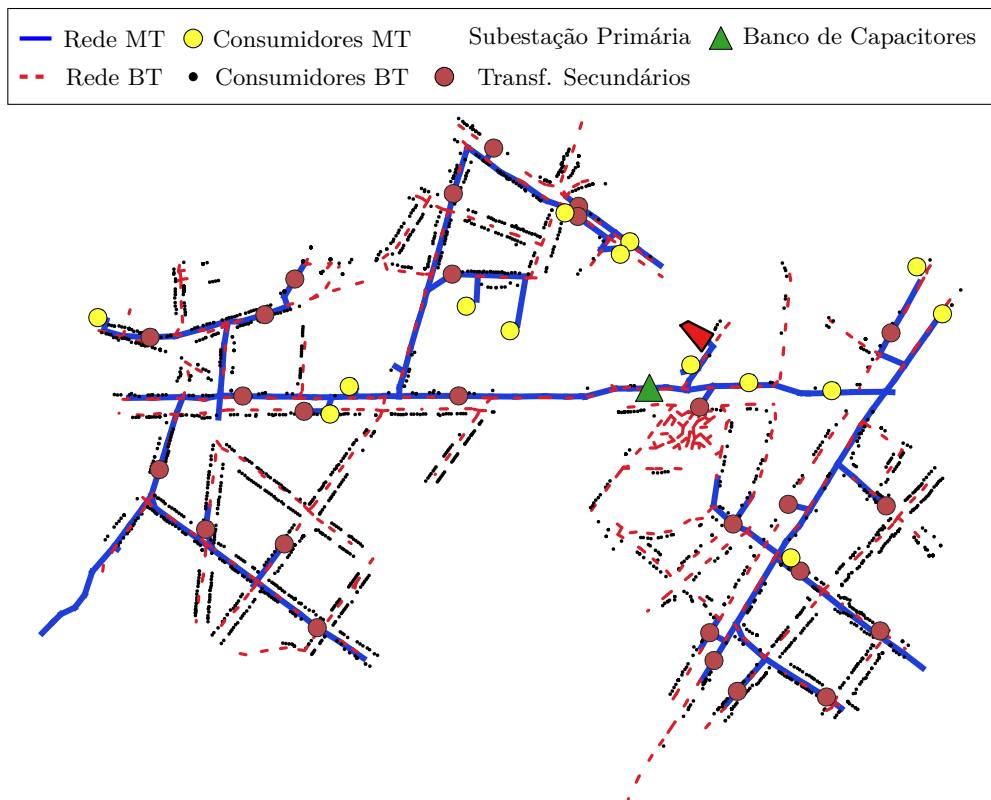 Rede MT Consumidores MT Subestação Primária Banco de Capacitores
Rede BT Consumidores BT Transf. Secundários